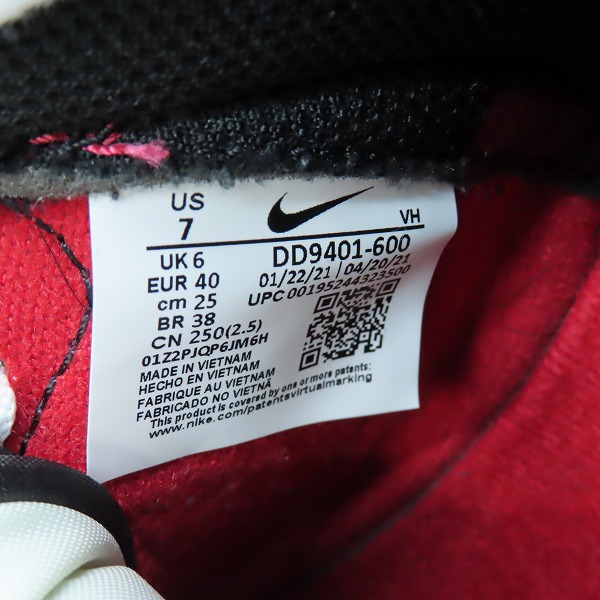 US
7
UK 6
EUR 40
cm 25
BR 38
CN 250(2.5)
01Z2PJQP6JM6H
VH
DD9401-600
01/22/21 | 04/20/21
UPC 00195244323500
MADE IN VIETNAM
HECHO EN VIETNAM
FABRIQUE AU VIETNAM
FABRICADO NO VIETNÃ
This product is covered by one or more patents:
www.nike.com/patentsvirtualmarking